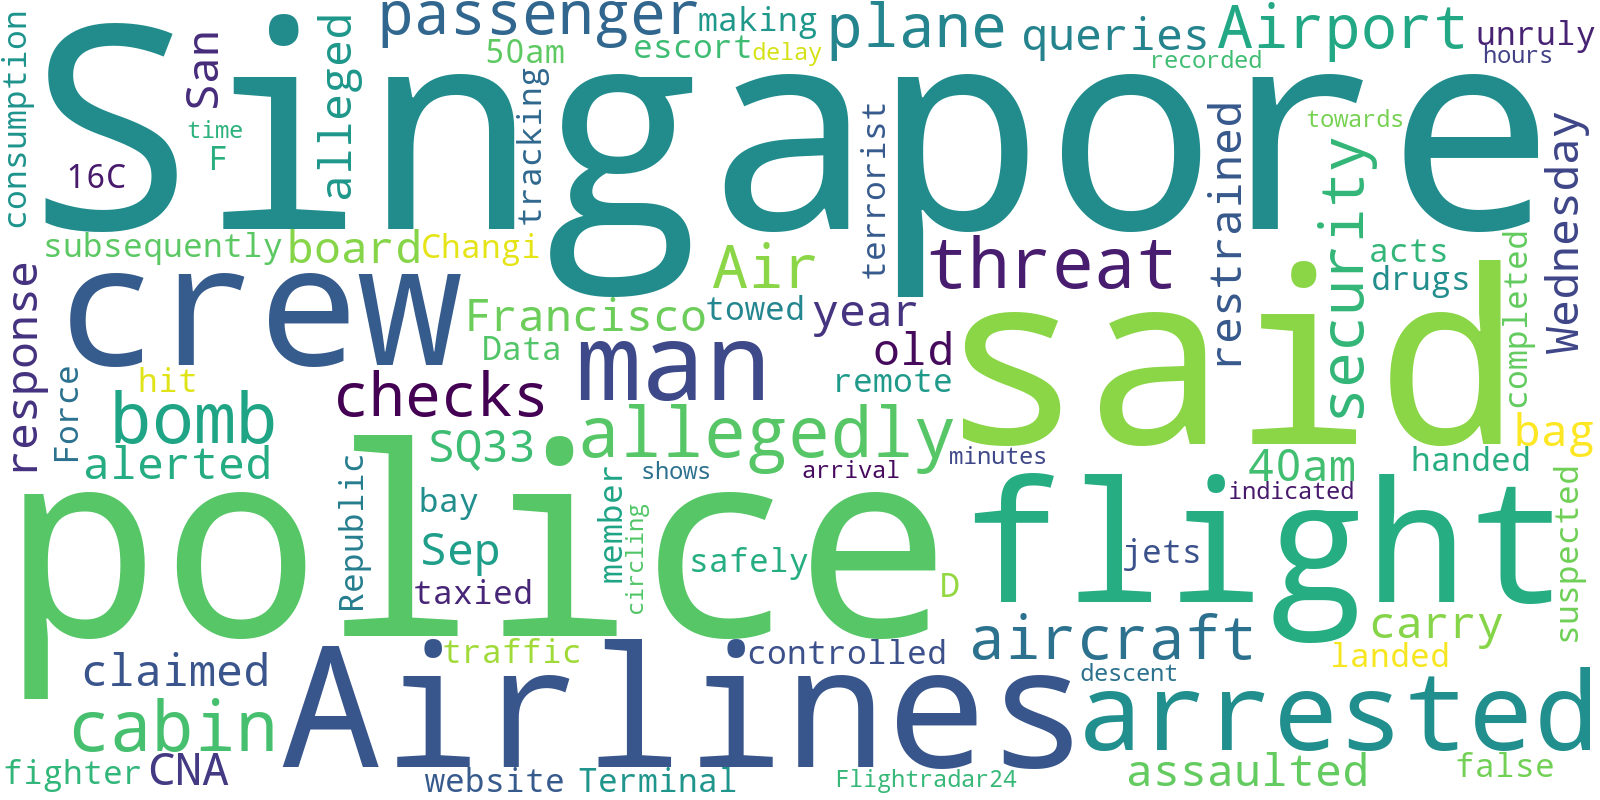 Singapore
passenger
making
plane
queries
Airport
unruly
hours
50am
escort
delay
recorded
consumption
San
alleged
time
F
16C
tracking
terrorist
restrained
towards
security
Wednesday
subsequently
board
Changi
Air
threat
acts
drugs
completed
response
crew
Francisco
towed
year
said
Data
man
old
remote
hit
checks
Force
bomb
alerted
SQ33
allegedly
bag
40am
handed
police
Republic
bay
member
shows
arrival
minutes
flight
indicated
suspected
Sep
circling
safely
jets
taxied
D
aircraft
carry
landed
claimed
traffic
controlled
descent
Airlines
cabin
arrested
fighter
CNA
website
Terminal
Flightradar24
assaulted
false